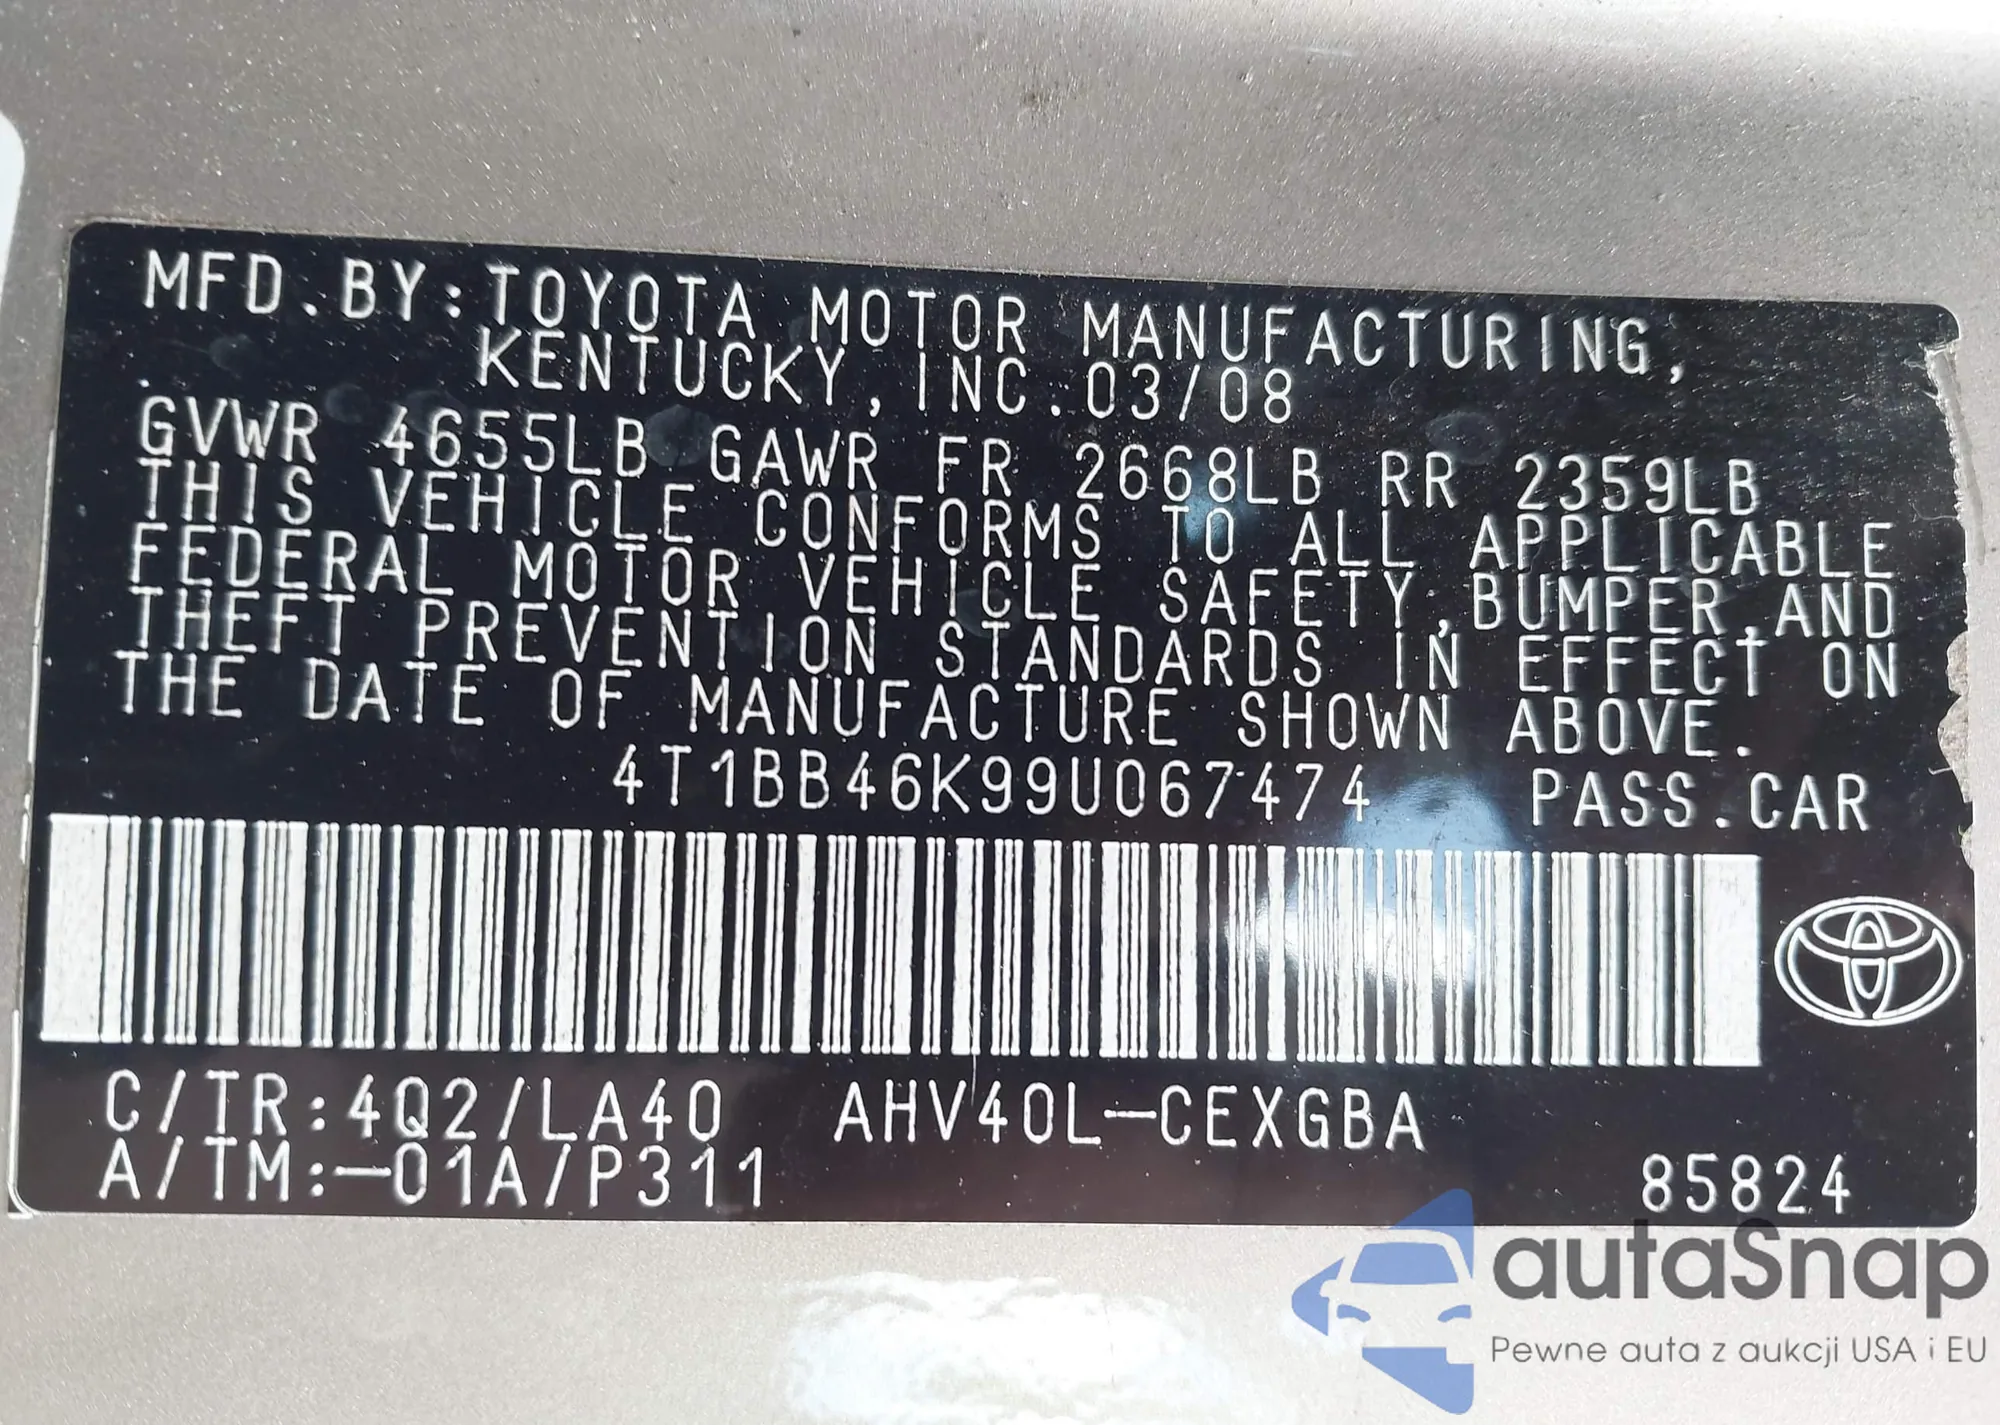 MFD.BY:TOYOTA MOTOR MANUFACTURING,
KENTUCKY,INC.03/08
GVWR 4655LB GAWR FR 2668LB RR 2359LB
THIS VEHICLE CONFORMS TO ALL APPLICABLE
FEDERAL MOTOR VEHICLE SAFETY,BUMPER,AND
THEFT PREVENTION STANDARDS IN EFFECT ON
THE DATE OF MANUFACTURE SHOWN ABOVE.
4T1BB46K99U067474 PASS.CAR
C/TR:4Q2/LA40 AHV40L-CEXGBA
A/TM:-01A/P311
85824
autaSnap
Pewne auta z aukcji USA i EU